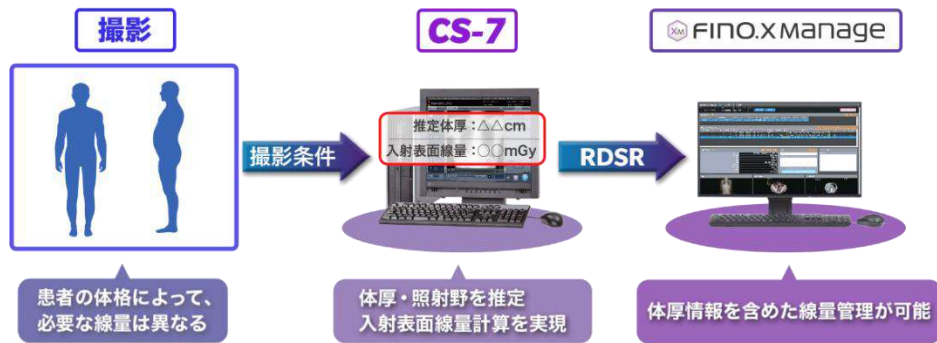 撮影
CS-7
XM FINO.XManage
推定体厚:△△cm
入射表面線量:○○mGy
撮影条件
RDSR
患者の体格によって、
必要な線量は異なる
体厚・照射野を推定
入射表面線量計算を実現
体厚情報を含めた線量管理が可能